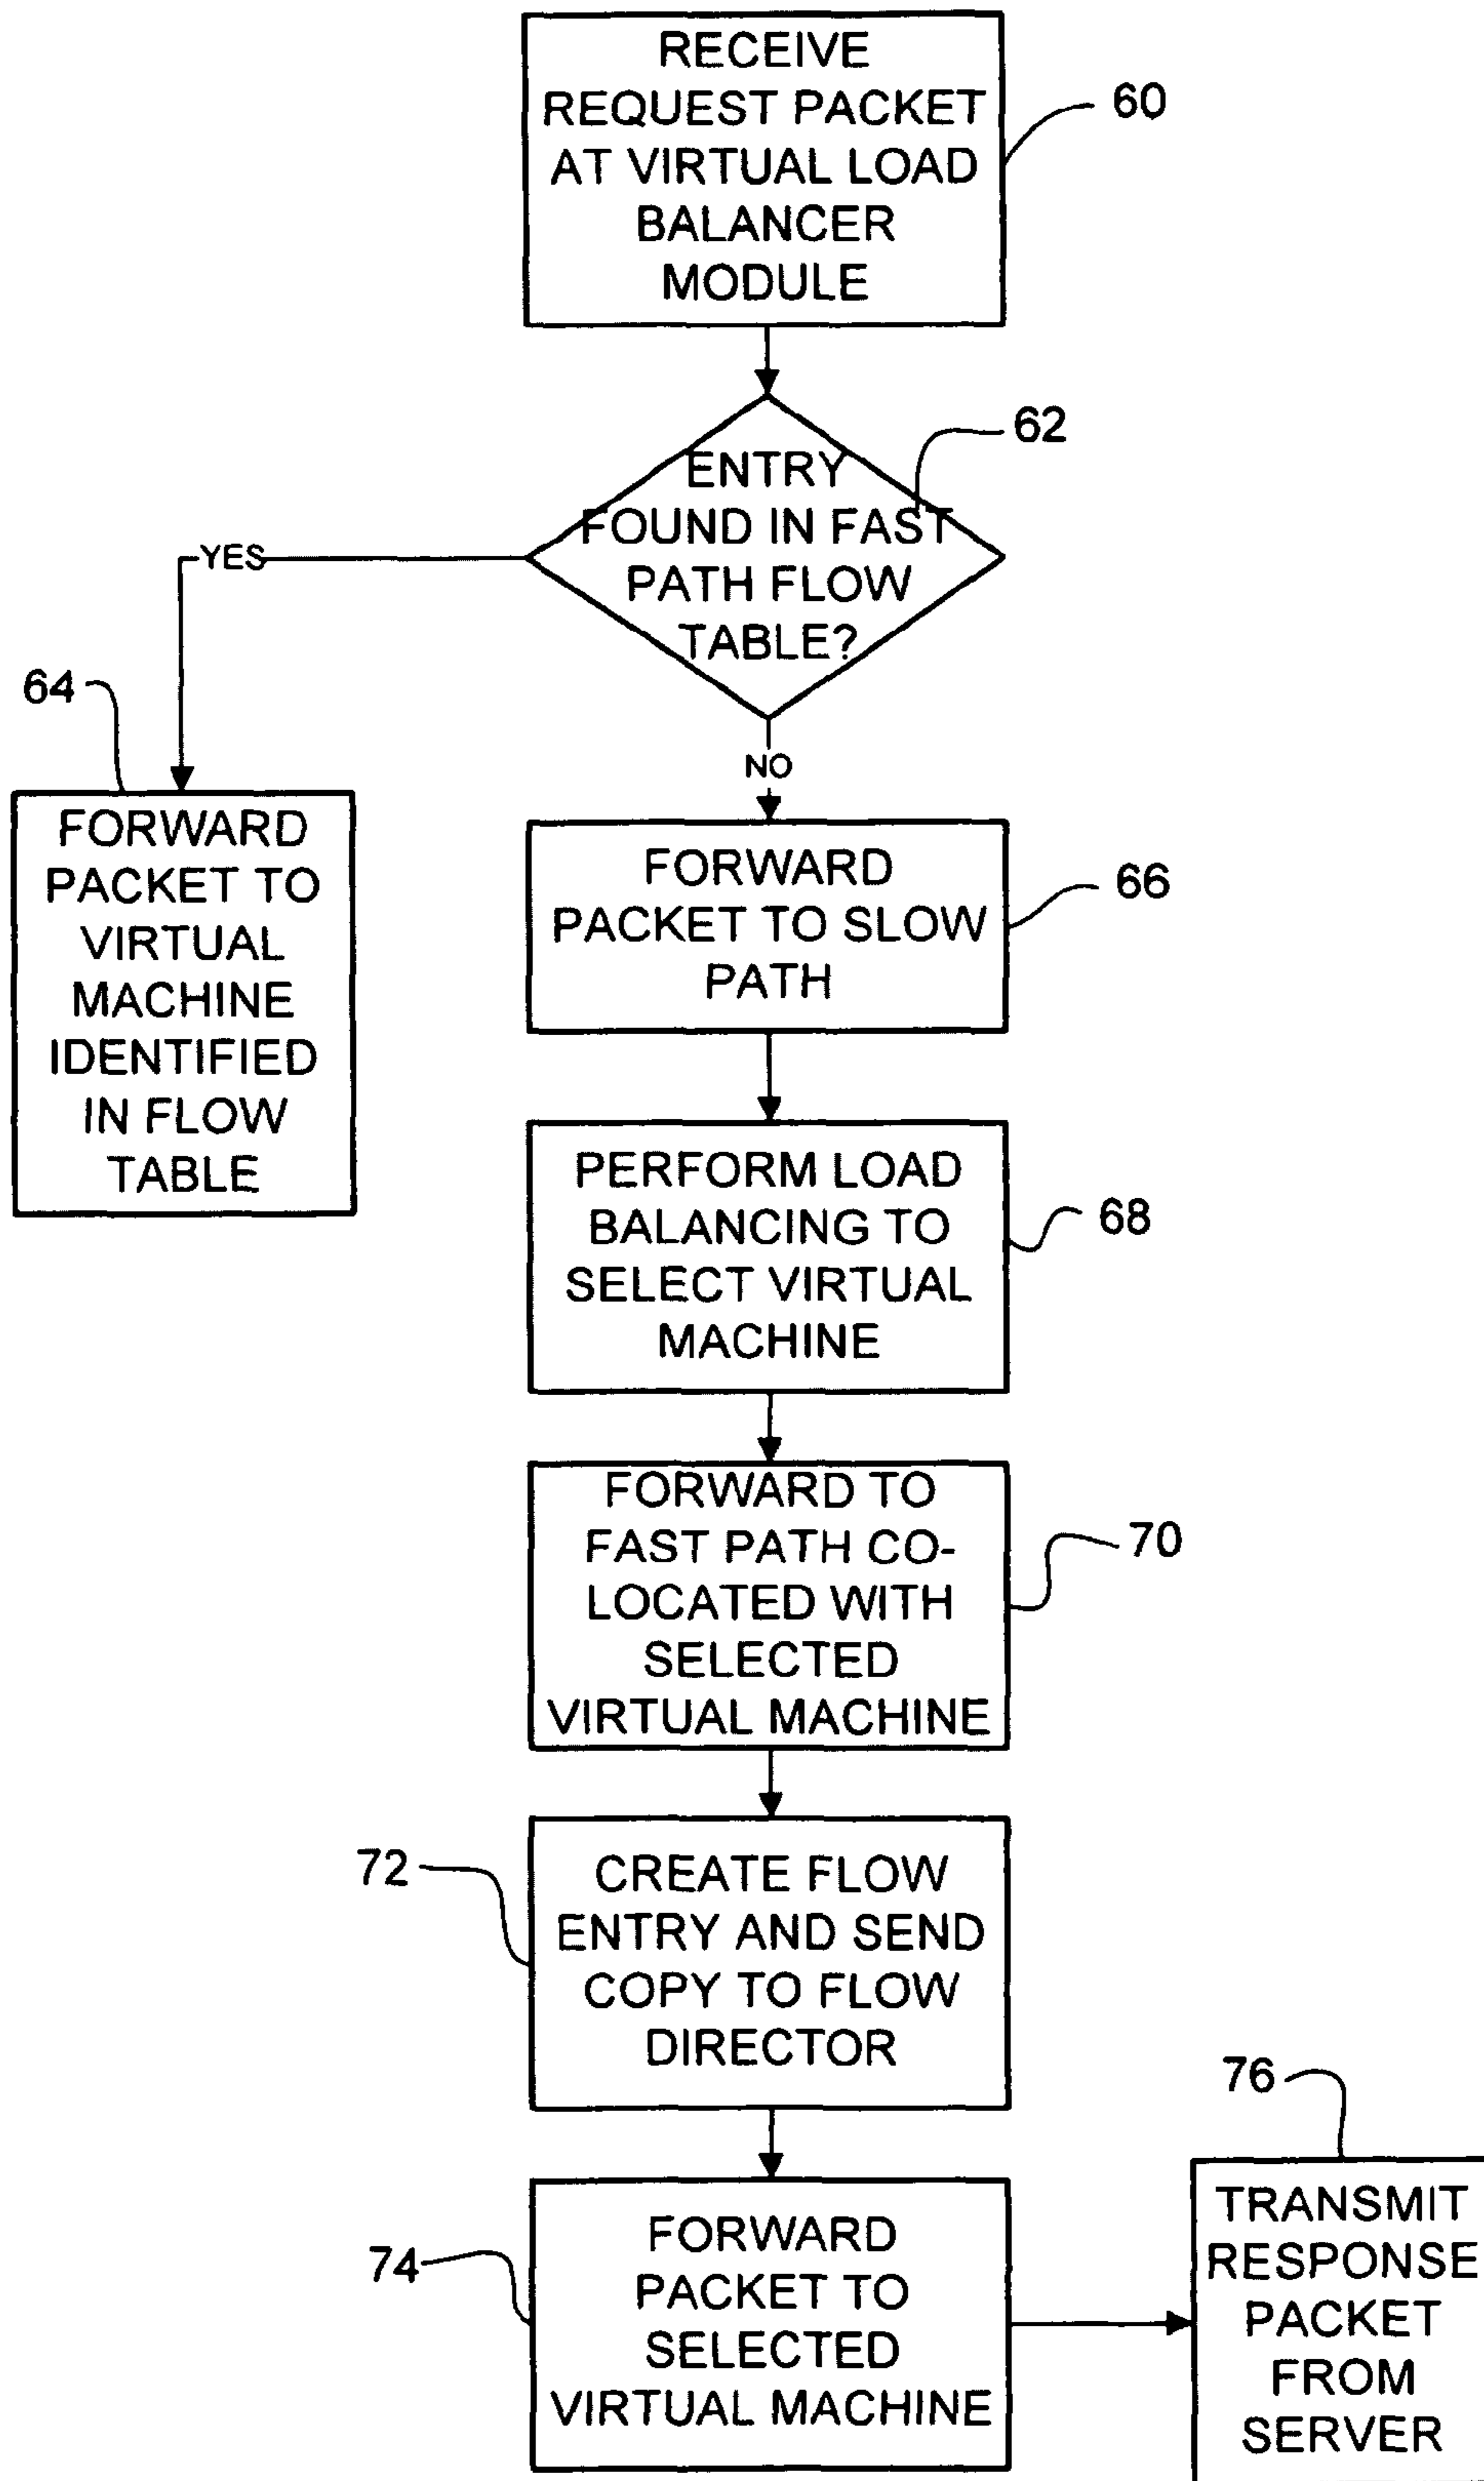 RECEIVE
REQUEST PACKET
AT VIRTUAL LOAD
BALANCER
MODULE
60
62
ENTRY
FOUND IN FAST
PATH FLOW
TABLE?
YES
NO
64
FORWARD
PACKET TO
VIRTUAL
MACHINE
IDENTIFIED
IN FLOW
TABLE
FORWARD
PACKET TO SLOW
PATH
66
PERFORM LOAD
BALANCING TO
SELECT VIRTUAL
MACHINE
68
FORWARD TO
FAST PATH CO-
LOCATED WITH
SELECTED
VIRTUAL MACHINE
70
72
CREATE FLOW
ENTRY AND SEND
COPY TO FLOW
DIRECTOR
74
FORWARD
PACKET TO
SELECTED
VIRTUAL MACHINE
76
TRANSMIT
RESPONSE
PACKET
FROM
SERVER